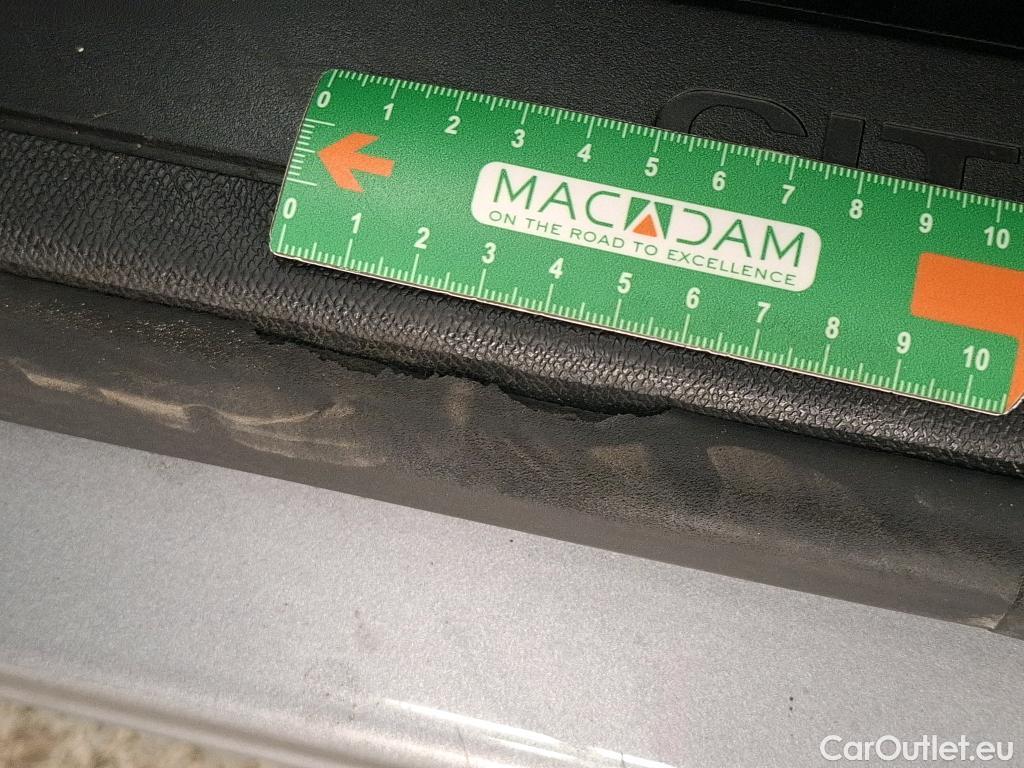 CIT
0 1 2 3 4 5 6 7 8 9 10
MACADAM
ON THE ROAD TO EXCELLENCE
0 1 2 3 4 5 6 7 8 9 10
CarOutlet.eu